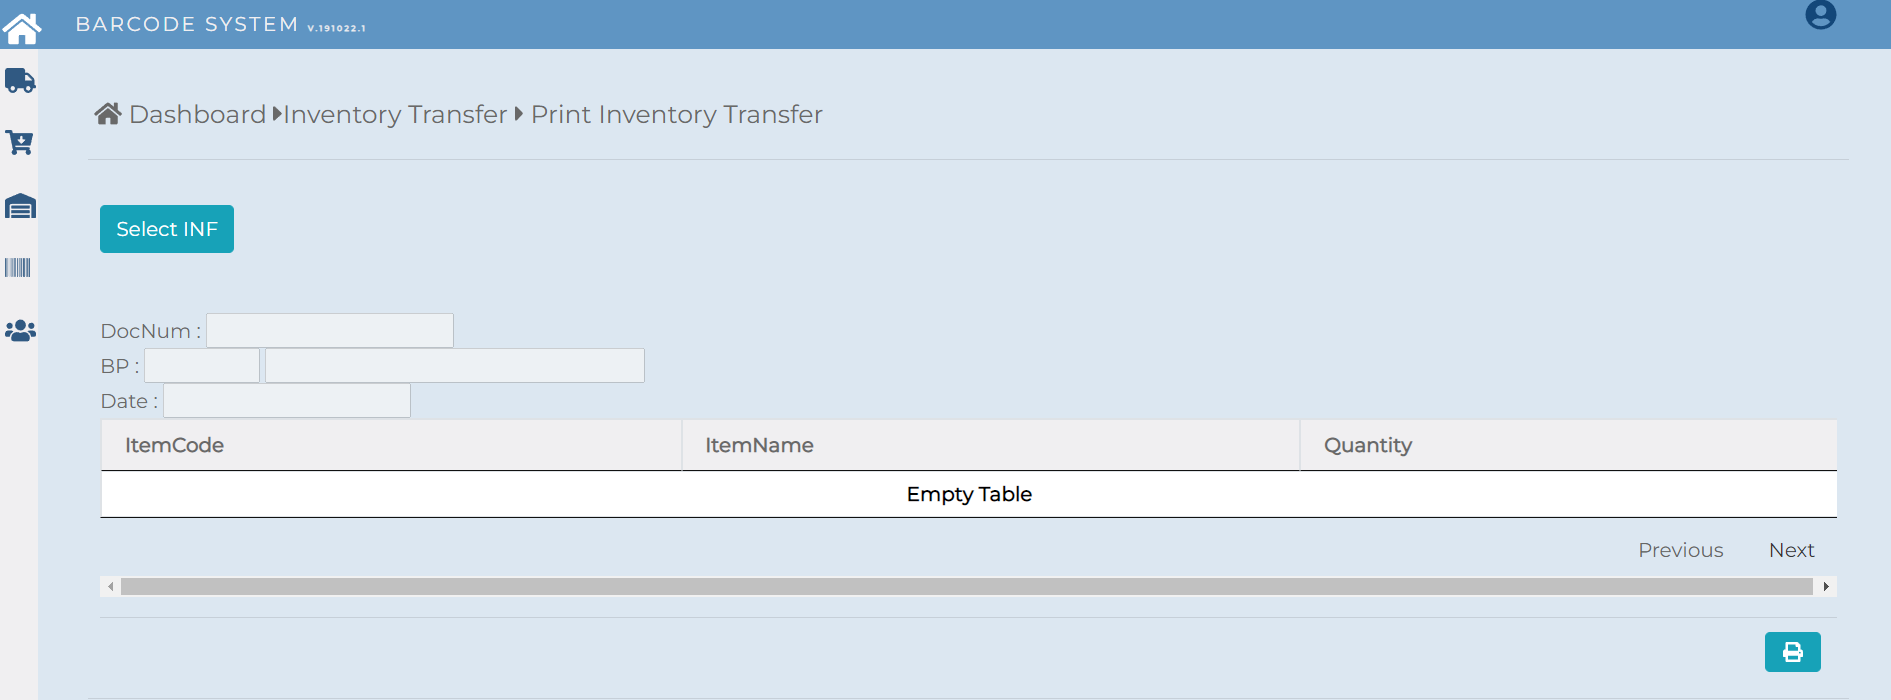 BARCODE SYSTEM V.191022.1
Dashboard Inventory Transfer Print Inventory Transfer
Select INF
DocNum :
BP :
Date :
ItemCode ItemName Quantity
Empty Table
Previous Next